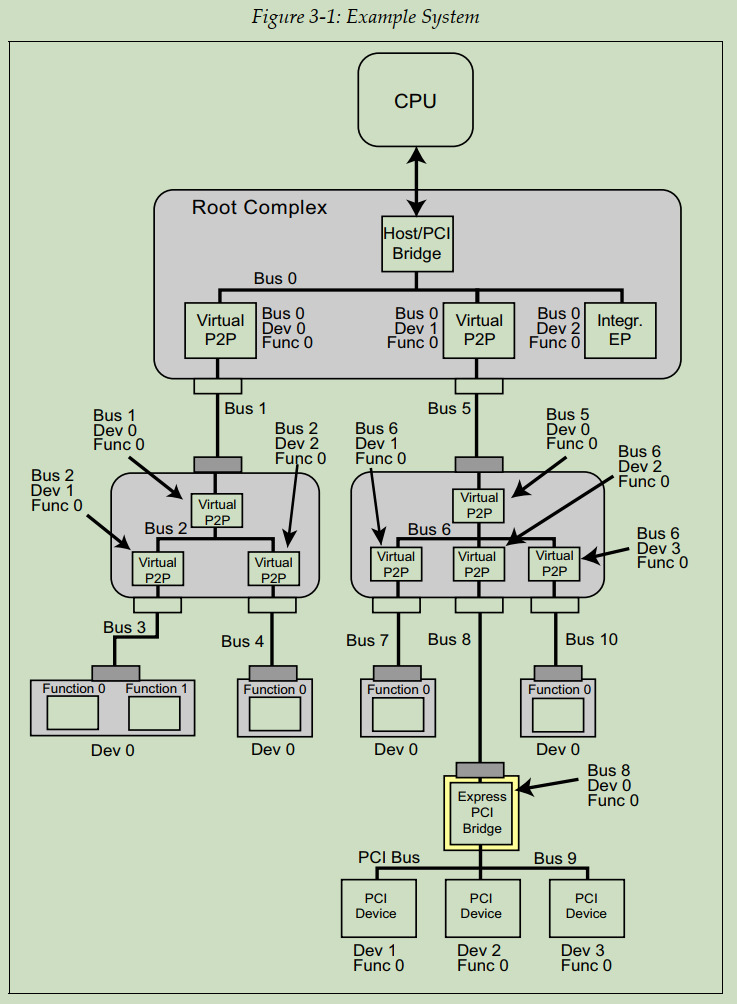 Figure 3-1: Example System
CPU
Root Complex
Host/PCI
Bridge
Bus 0
Virtual
P2P
Bus 0
Dev 0
Func 0
Bus 0
Dev 1
Func 0
Virtual
P2P
Bus 0
Dev 2
Func 0
Integr.
EP
Bus 1
Bus 5
Bus 1
Dev 0
Func 0
Bus 2
Dev 2
Func 0
Bus 6
Dev 1
Func 0
Bus 5
Dev 0
Func 0
Bus 2
Dev 1
Func 0
Bus 6
Dev 2
Func 0
Virtual
P2P
Virtual
P2P
Bus 2
Bus 6
Bus 6
Dev 3
Func 0
Virtual
P2P
Virtual
P2P
Virtual
P2P
Virtual
P2P
Virtual
P2P
Bus 3
Bus 4
Bus 7
Bus 8
Bus 10
Function 0
Function 1
Function 0
Function 0
Function 0
Dev 0
Dev 0
Dev 0
Dev 0
Express
PCI
Bridge
Bus 8
Dev 0
Func 0
PCI Bus
Bus 9
PCI
Device
PCI
Device
PCI
Device
Dev 1
Func 0
Dev 2
Func 0
Dev 3
Func 0